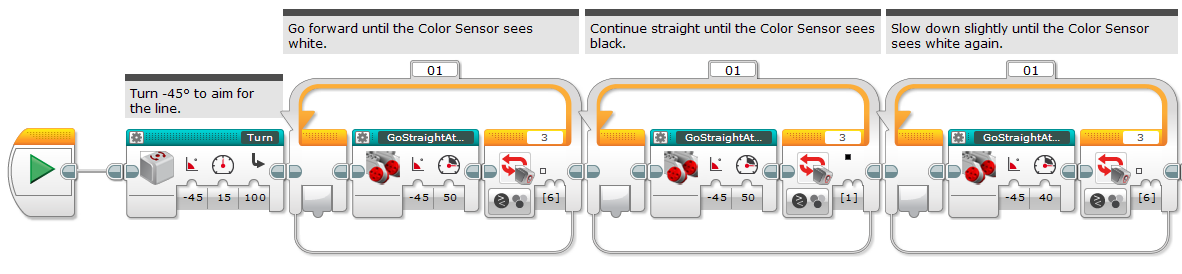 Go forward until the Color Sensor sees
white.
Continue straight until the Color Sensor sees
black.
Slow down slightly until the Color Sensor
sees white again.
01
01
01
Turn -45º to aim for
the line.
Turn
GoStraightAt...
3
GoStraightAt...
3
GoStraightAt...
3
-45 15 100
-45 50
[6]
-45 50
[1]
-45 40
[6]